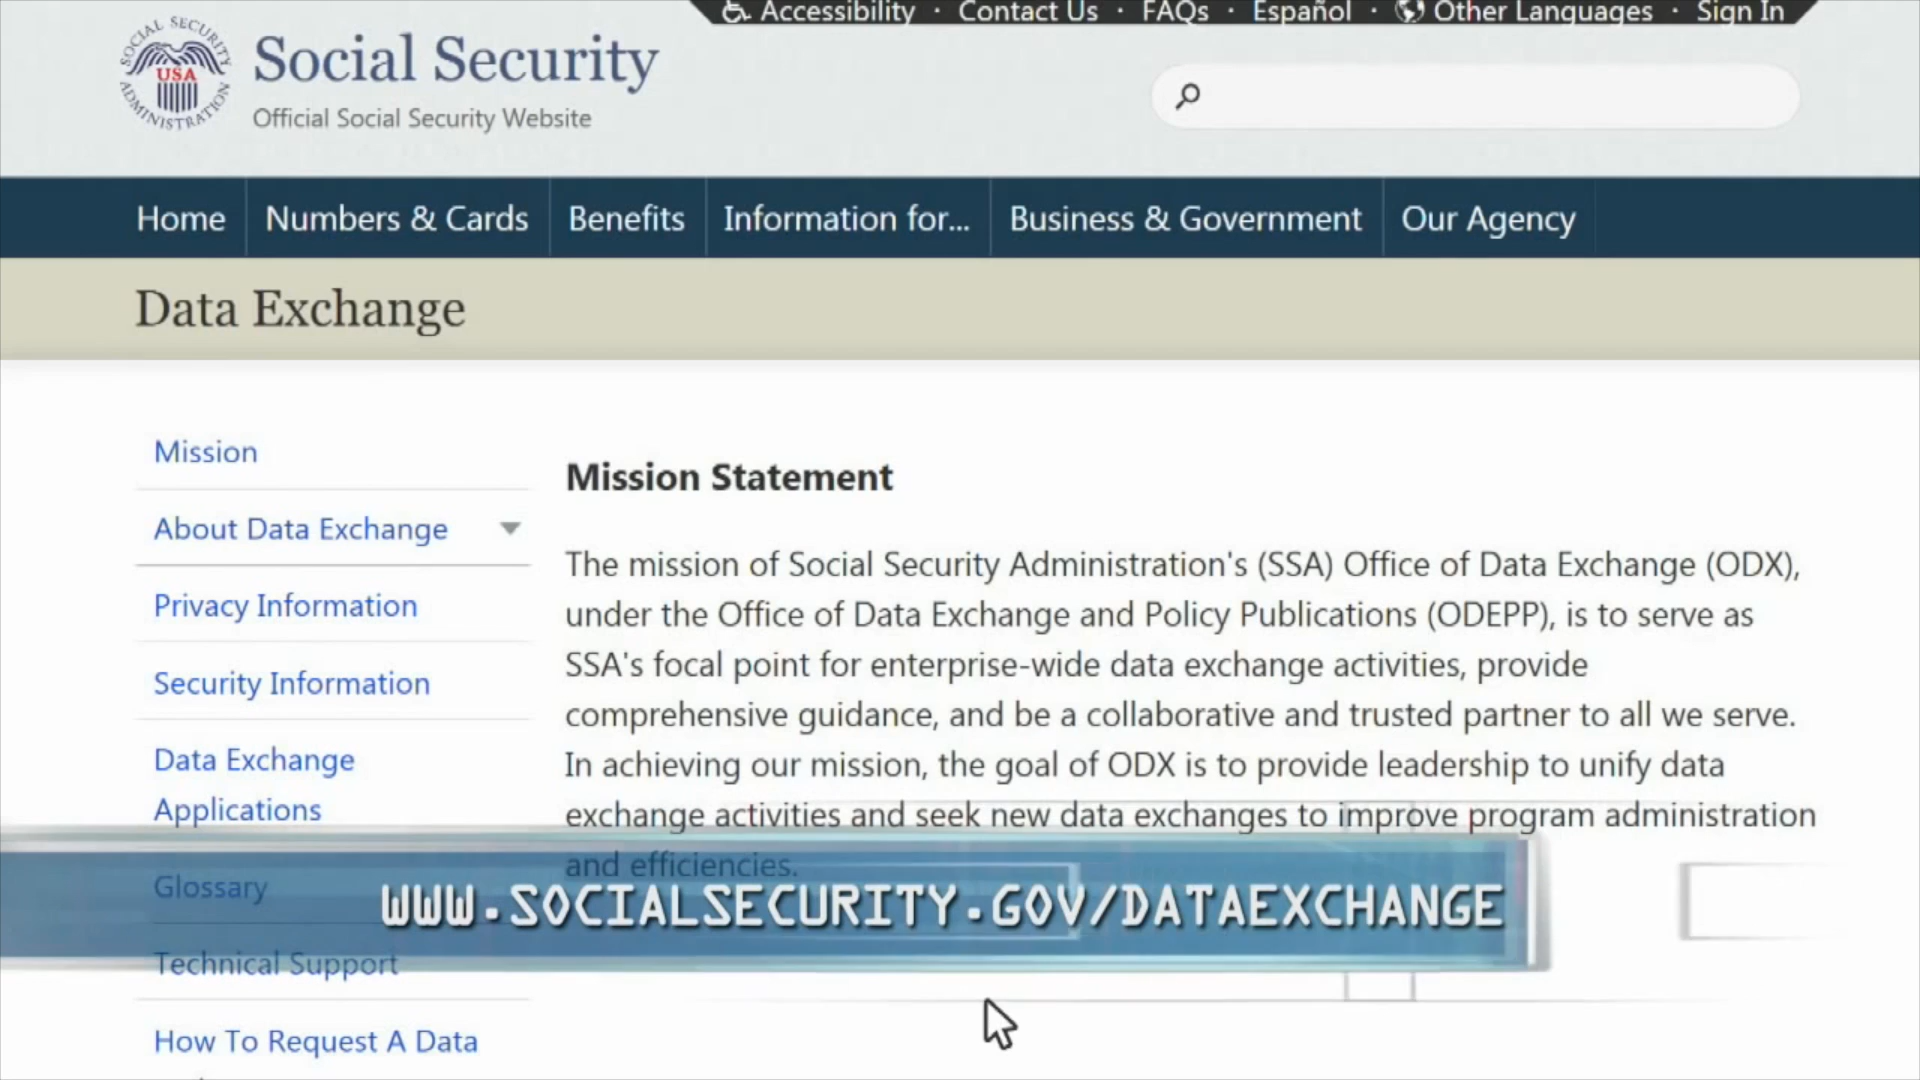 Accessibility · Contact Us · FAQs · Español · Other Languages · Sign In
SOCIAL SECURITY ADMINISTRATION
USA
Social Security
Official Social Security Website
Home Numbers & Cards Benefits Information for... Business & Government Our Agency
Data Exchange
Mission
About Data Exchange
Privacy Information
Security Information
Data Exchange
Applications
Glossary
Technical Support
How To Request A Data
Mission Statement
The mission of Social Security Administration's (SSA) Office of Data Exchange (ODX),
under the Office of Data Exchange and Policy Publications (ODEPP), is to serve as
SSA's focal point for enterprise-wide data exchange activities, provide
comprehensive guidance, and be a collaborative and trusted partner to all we serve.
In achieving our mission, the goal of ODX is to provide leadership to unify data
exchange activities and seek new data exchanges to improve program administration
and efficiencies.
WWW.SOCIALSECURITY.GOV/DATAEXCHANGE